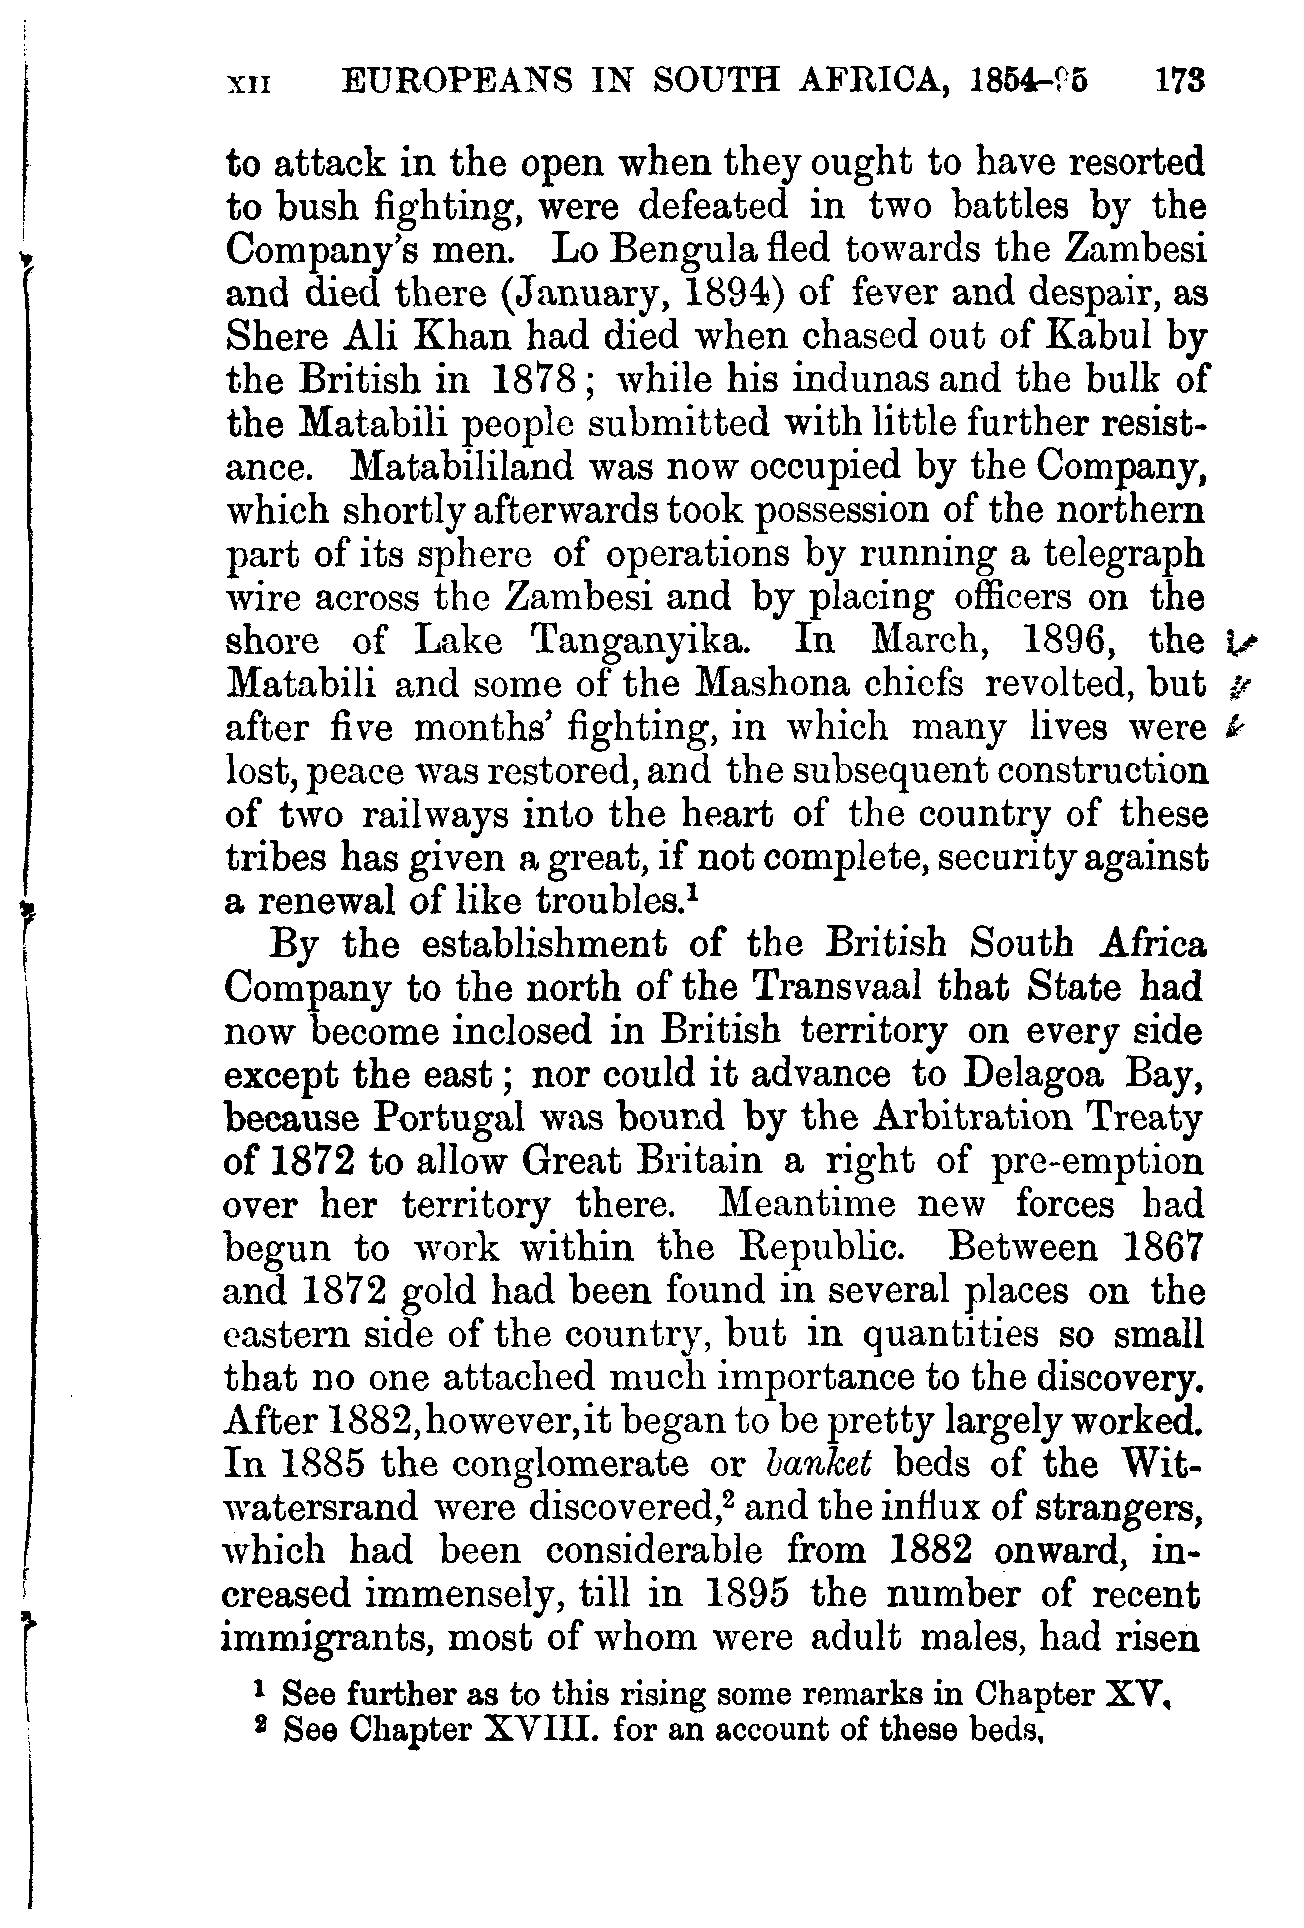 XII EUROPEANS IN SOUTH AFRICA, 1854–95 173
to attack in the open when they ought to have resorted
to bush fighting, were defeated in two battles by the
Company's men. Lo Bengula fled towards the Zambesi
and died there (January, 1894) of fever and despair, as
Shere Ali Khan had died when chased out of Kabul by
the British in 1878; while his indunas and the bulk of
the Matabili people submitted with little further resist-
ance. Matabililand was now occupied by the Company,
which shortly afterwards took possession of the northern
part of its sphere of operations by running a telegraph
wire across the Zambesi and by placing officers on the
shore of Lake Tanganyika. In March, 1896, the
Matabili and some of the Mashona chiefs revolted, but
after five months' fighting, in which many lives were
lost, peace was restored, and the subsequent construction
of two railways into the heart of the country of these
tribes has given a great, if not complete, security against
a renewal of like troubles.¹
By the establishment of the British South Africa
Company to the north of the Transvaal that State had
now become inclosed in British territory on every side
except the east; nor could it advance to Delagoa Bay,
because Portugal was bound by the Arbitration Treaty
of 1872 to allow Great Britain a right of pre-emption
over her territory there. Meantime new forces had
begun to work within the Republic. Between 1867
and 1872 gold had been found in several places on the
eastern side of the country, but in quantities so small
that no one attached much importance to the discovery.
After 1882, however, it began to be pretty largely worked.
In 1885 the conglomerate or banket beds of the Wit-
watersrand were discovered,² and the influx of strangers,
which had been considerable from 1882 onward, in-
creased immensely, till in 1895 the number of recent
immigrants, most of whom were adult males, had risen
¹ See further as to this rising some remarks in Chapter XV.
² See Chapter XVIII. for an account of these beds.